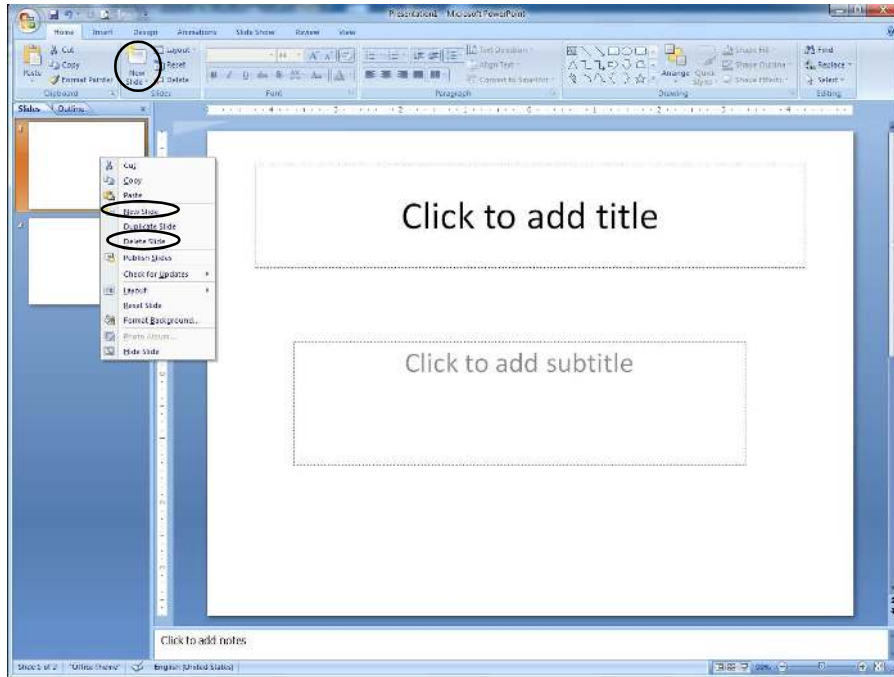 Presentation1 - Microsoft PowerPoint
Home Insert Design Animations Slide Show Review View
Cut
Copy
Format Painter
Paste
Clipboard
New
Slide
Layout
Reset
Delete
Slides
Font
Text Direction
Align Text
Convert to SmartArt
Paragraph
Arrange
Quick
Styles
Shape Fill
Shape Outline
Shape Effects
Drawing
Find
Replace
Select
Editing
Slides Outline
1
2
Cut
Copy
Paste
New Slide
Duplicate Slide
Delete Slide
Publish Slides
Check for Updates
Layout
Reset Slide
Format Background...
Photo Album...
Hide Slide
Click to add title
Click to add subtitle
Click to add notes
Slide 1 of 2 "Office Theme" English (United States)